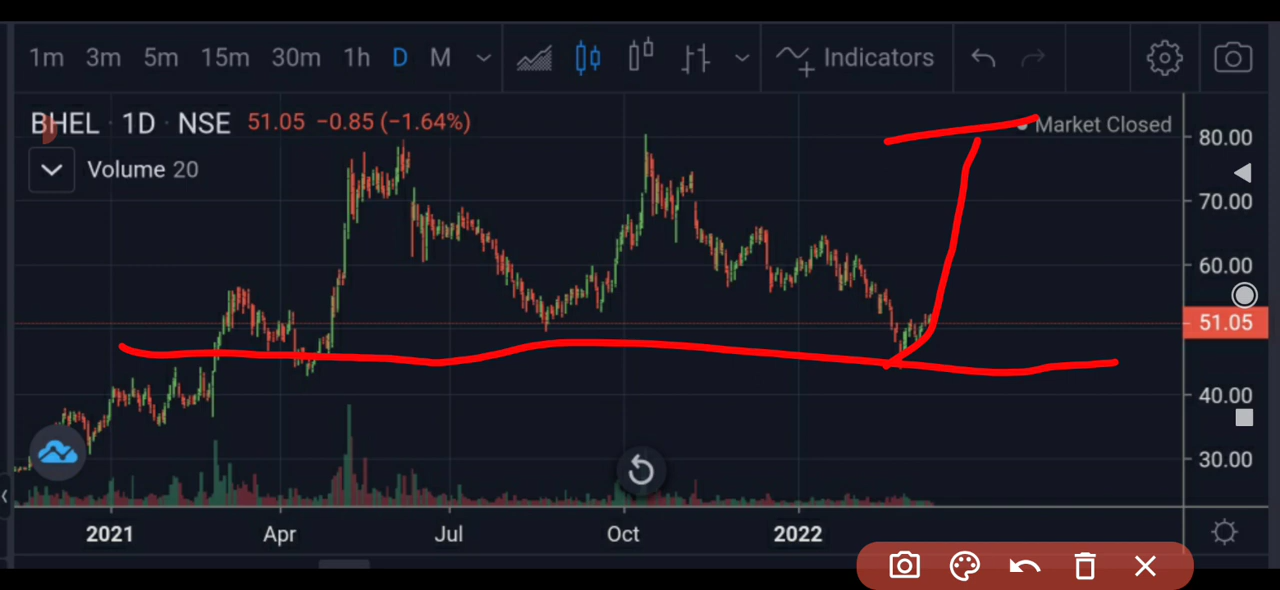 1m 3m 5m 15m 30m 1h D M Indicators
BHEL · 1D · NSE 51.05 −0.85 (−1.64%)
Market Closed
Volume 20
80.00
70.00
60.00
51.05
40.00
30.00
2021 Apr Jul Oct 2022